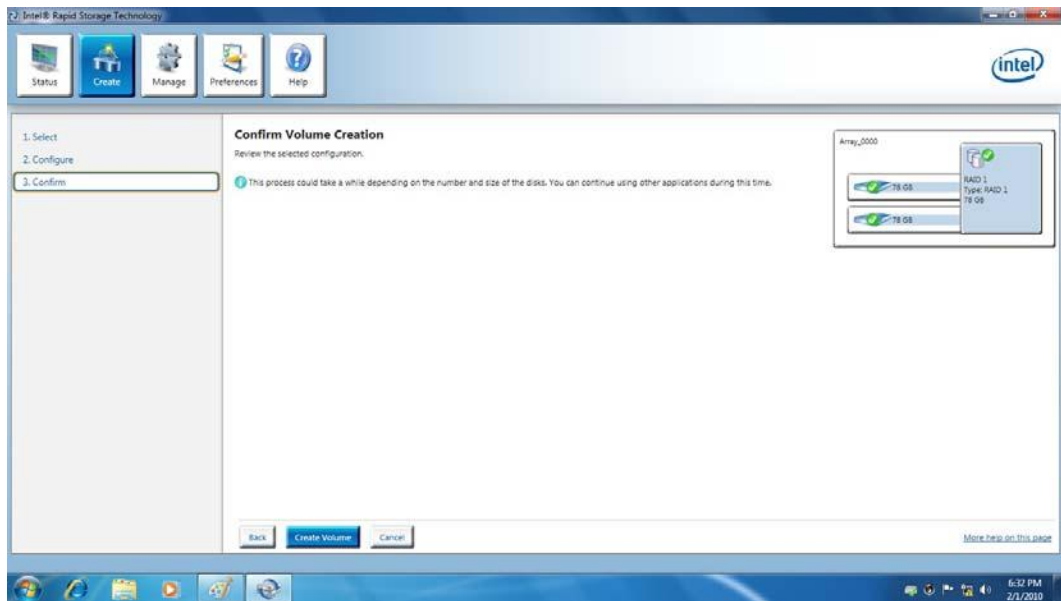 Intel® Rapid Storage Technology
Status
Create
Manage
Preferences
Help
intel
1. Select
2. Configure
3. Confirm
Confirm Volume Creation
Review the selected configuration.
This process could take a while depending on the number and size of the disks. You can continue using other applications during this time.
Array_0000
78 GB
78 GB
RAID 1
Type: RAID 1
78 GB
Back
Create Volume
Cancel
More help on this page
6:32 PM
2/1/2010